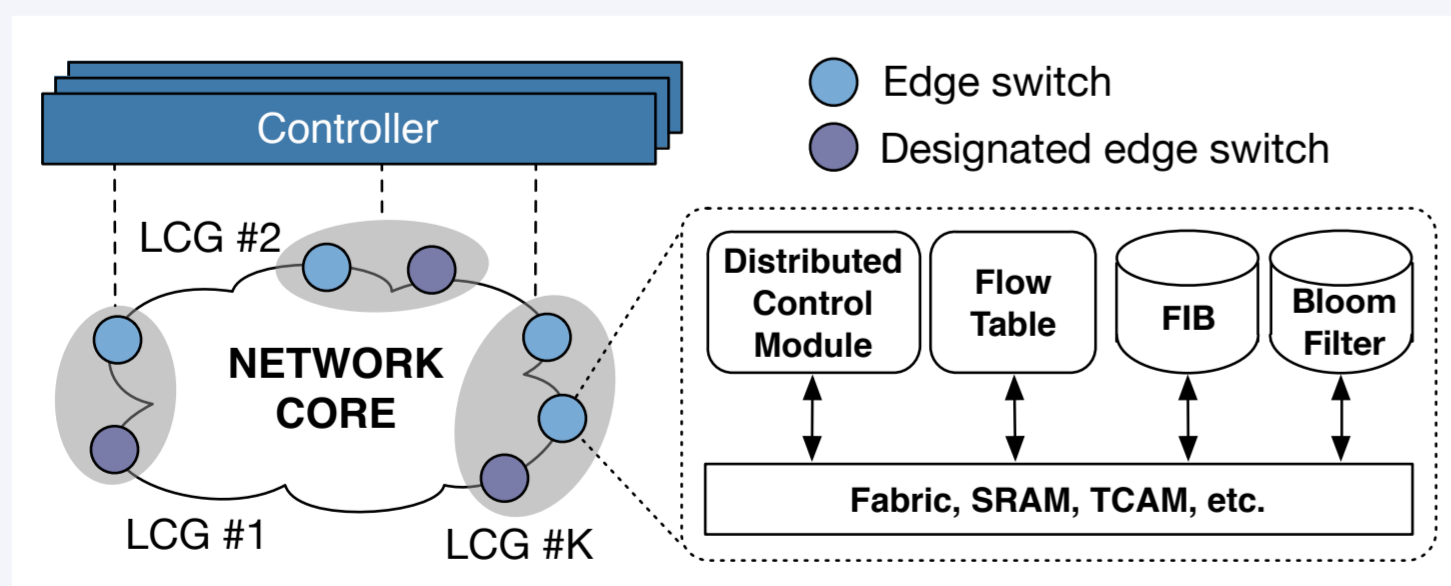 Controller
Edge switch
Designated edge switch
LCG #2
NETWORK
CORE
LCG #1
LCG #K
Distributed
Control
Module
Flow
Table
FIB
Bloom
Filter
Fabric, SRAM, TCAM, etc.